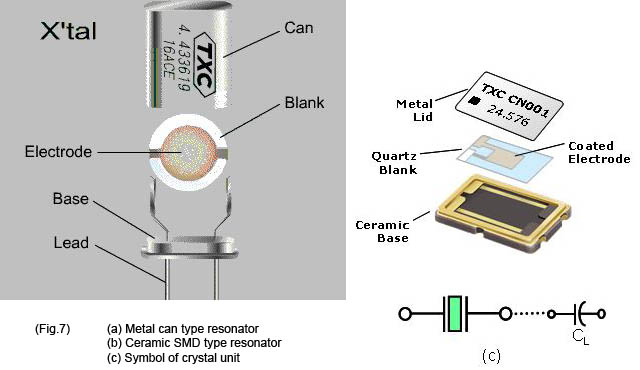 X'tal
Can
TXC
4.433619
16ACE
Blank
Electrode
Base
Lead
TXC CN001
24.576
Metal
Lid
Coated
Electrode
Quartz
Blank
Ceramic
Base
CL
(c)
(Fig.7)
(a) Metal can type resonator
(b) Ceramic SMD type resonator
(c) Symbol of crystal unit